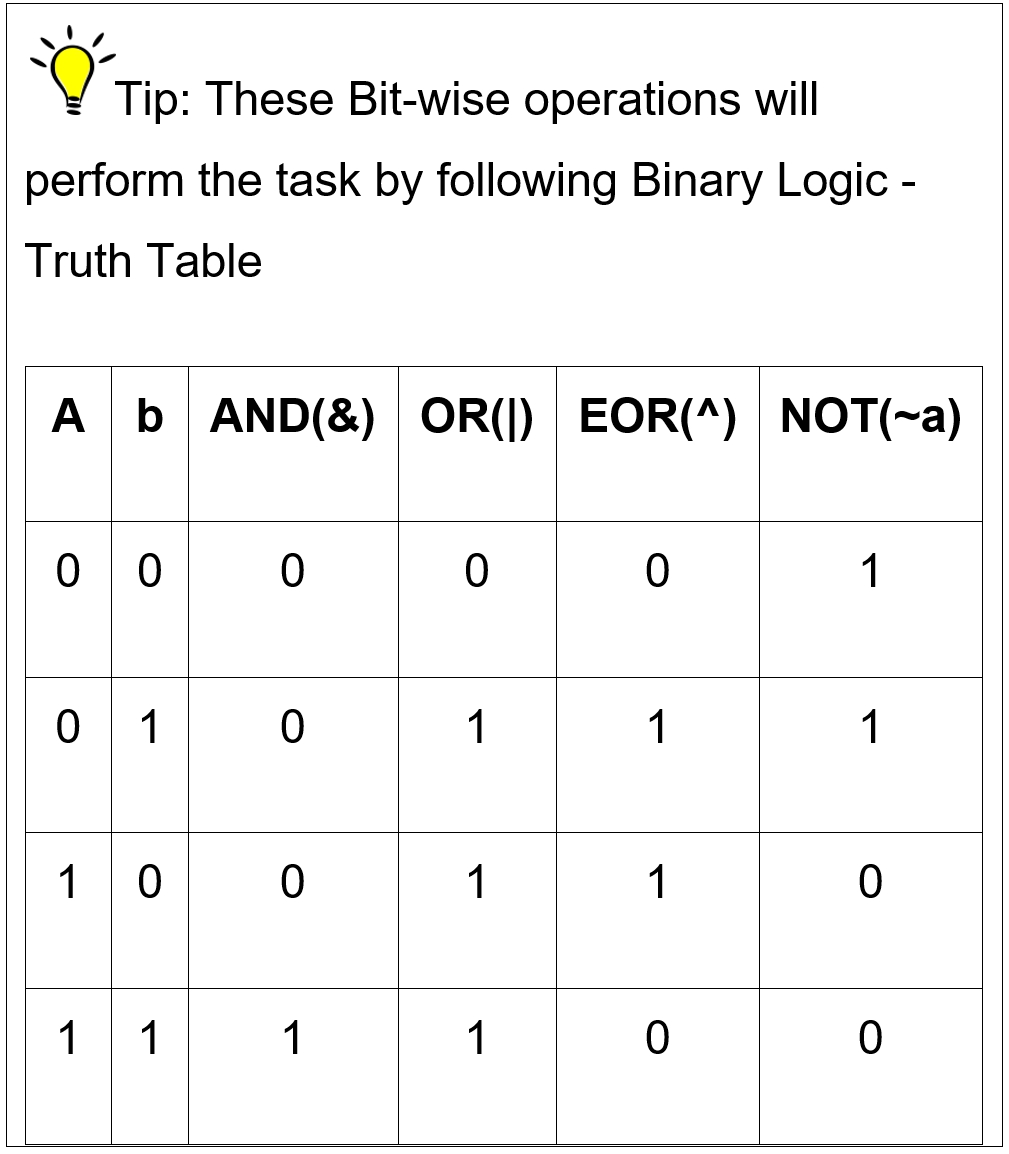 Tip: These Bit-wise operations will
perform the task by following Binary Logic -
Truth Table
A b AND(&) OR(|) EOR(^) NOT(~a)
0 0 0 0 0 1
0 1 0 1 1 1
1 0 0 1 1 0
1 1 1 1 0 0